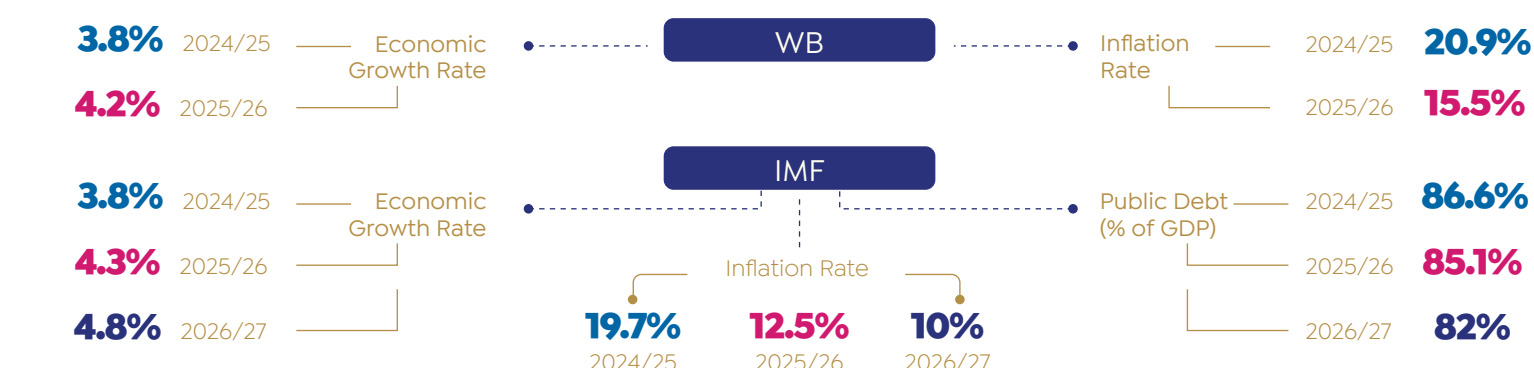 WB
3.8% 2024/25
Economic
Growth Rate
4.2% 2025/26
Inflation
Rate
2024/25 20.9%
2025/26 15.5%
IMF
3.8% 2024/25
Economic
Growth Rate
4.3% 2025/26
4.8% 2026/27
Inflation Rate
19.7% 12.5% 10%
2024/25 2025/26 2026/27
Public Debt
(% of GDP)
2024/25 86.6%
2025/26 85.1%
2026/27 82%